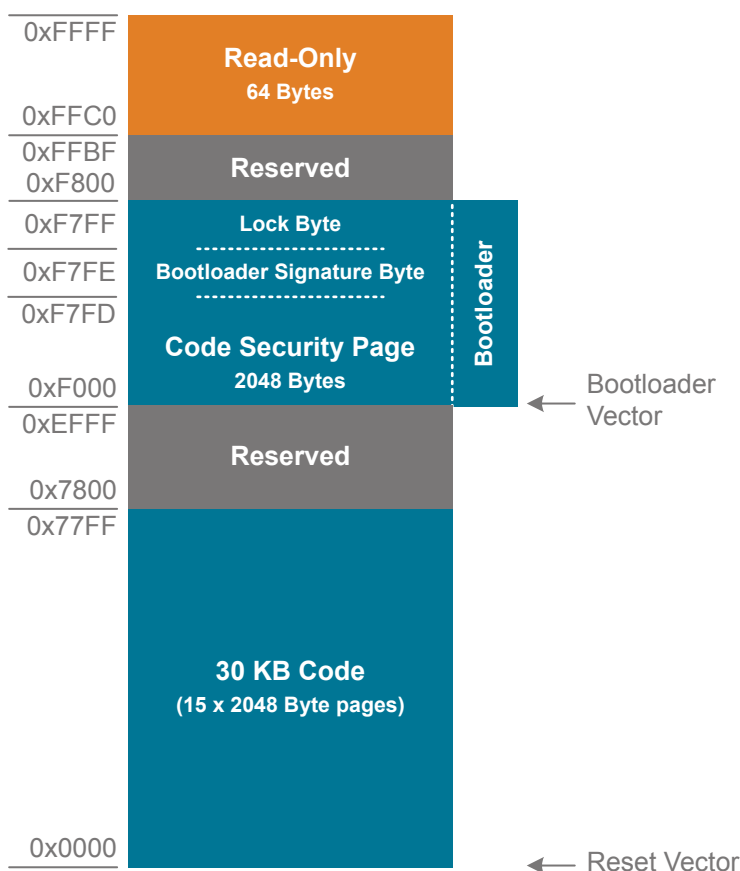 0xFFFF
Read-Only
64 Bytes
0xFFC0
0xFFBF
Reserved
0xF800
0xF7FF
Lock Byte
0xF7FE
Bootloader Signature Byte
0xF7FD
Code Security Page
2048 Bytes
0xF000
Bootloader
Bootloader
Vector
0xEFFF
Reserved
0x7800
0x77FF
30 KB Code
(15 x 2048 Byte pages)
0x0000
Reset Vector